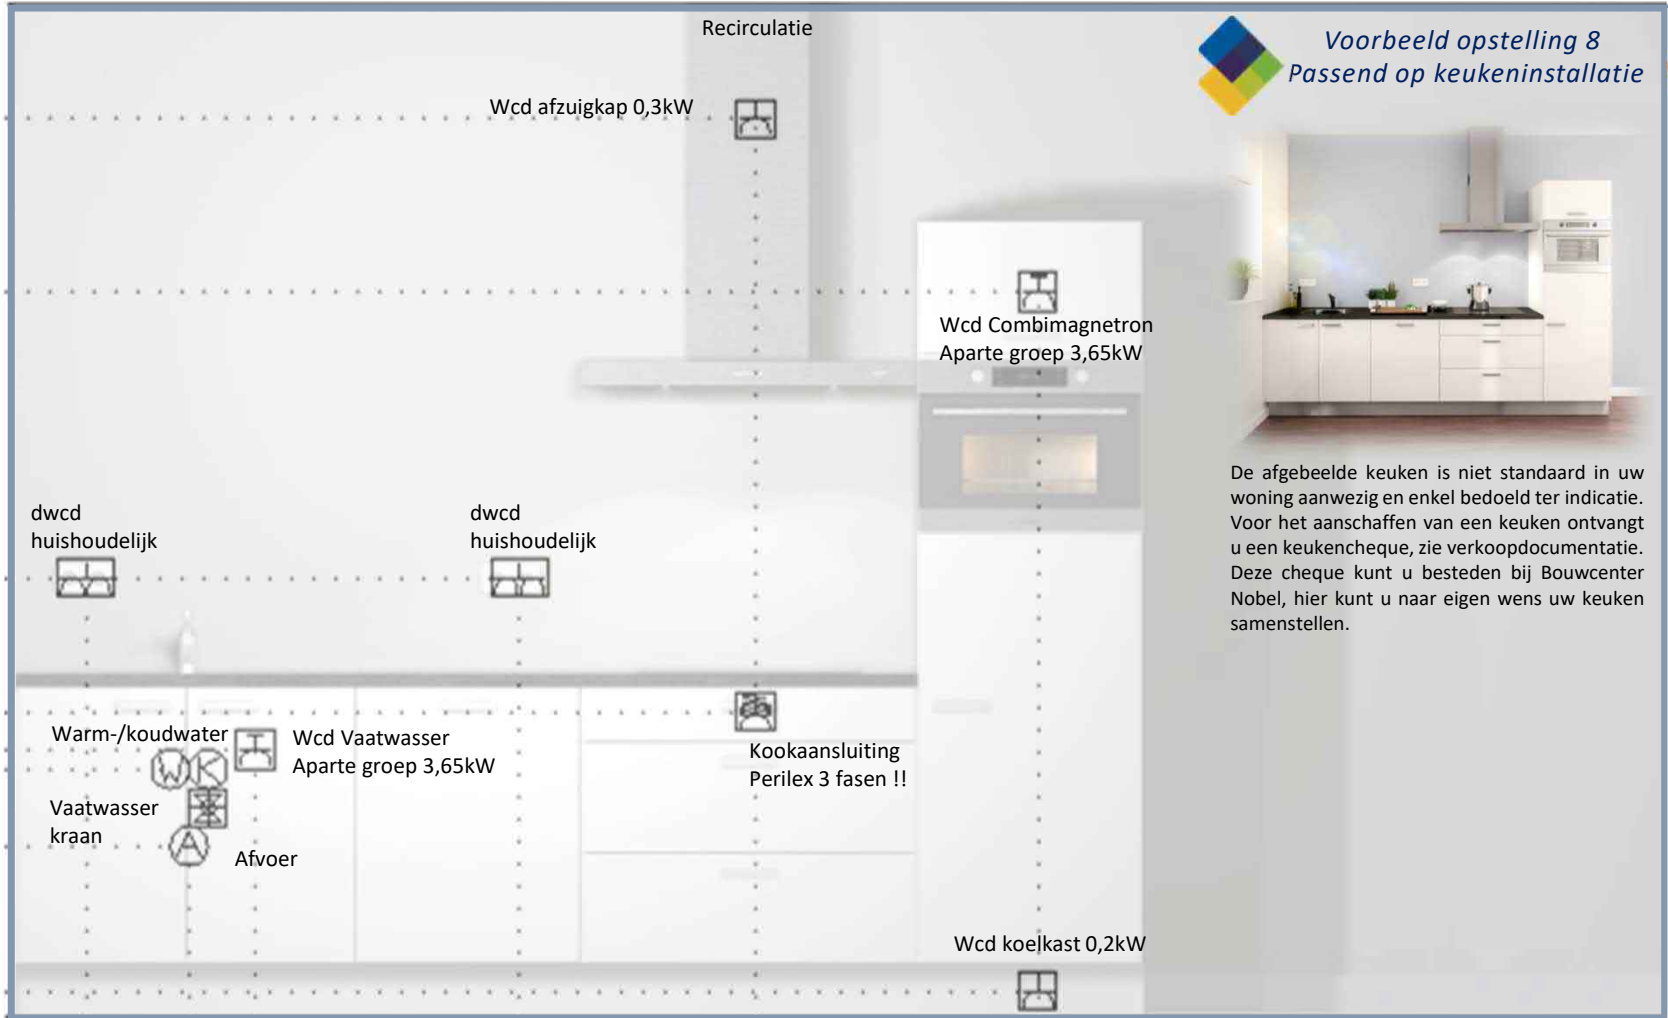 Recirculatie
Voorbeeld opstelling 8
Passend op keukeninstallatie
Wcd afzuigkap 0,3kW
Wcd Combimagnetron
Aparte groep 3,65kW
De afgebeelde keuken is niet standaard in uw
woning aanwezig en enkel bedoeld ter indicatie.
Voor het aanschaffen van een keuken ontvangt
u een keukencheque, zie verkoopdocumentatie.
Deze cheque kunt u besteden bij Bouwcenter
Nobel, hier kunt u naar eigen wens uw keuken
samenstellen.
dwcd
huishoudelijk
dwcd
huishoudelijk
Warm-/koudwater
W K
Wcd Vaatwasser
Aparte groep 3,65kW
Kookaansluiting
Perilex 3 fasen !!
Vaatwasser
kraan
A
Afvoer
Wcd koelkast 0,2kW